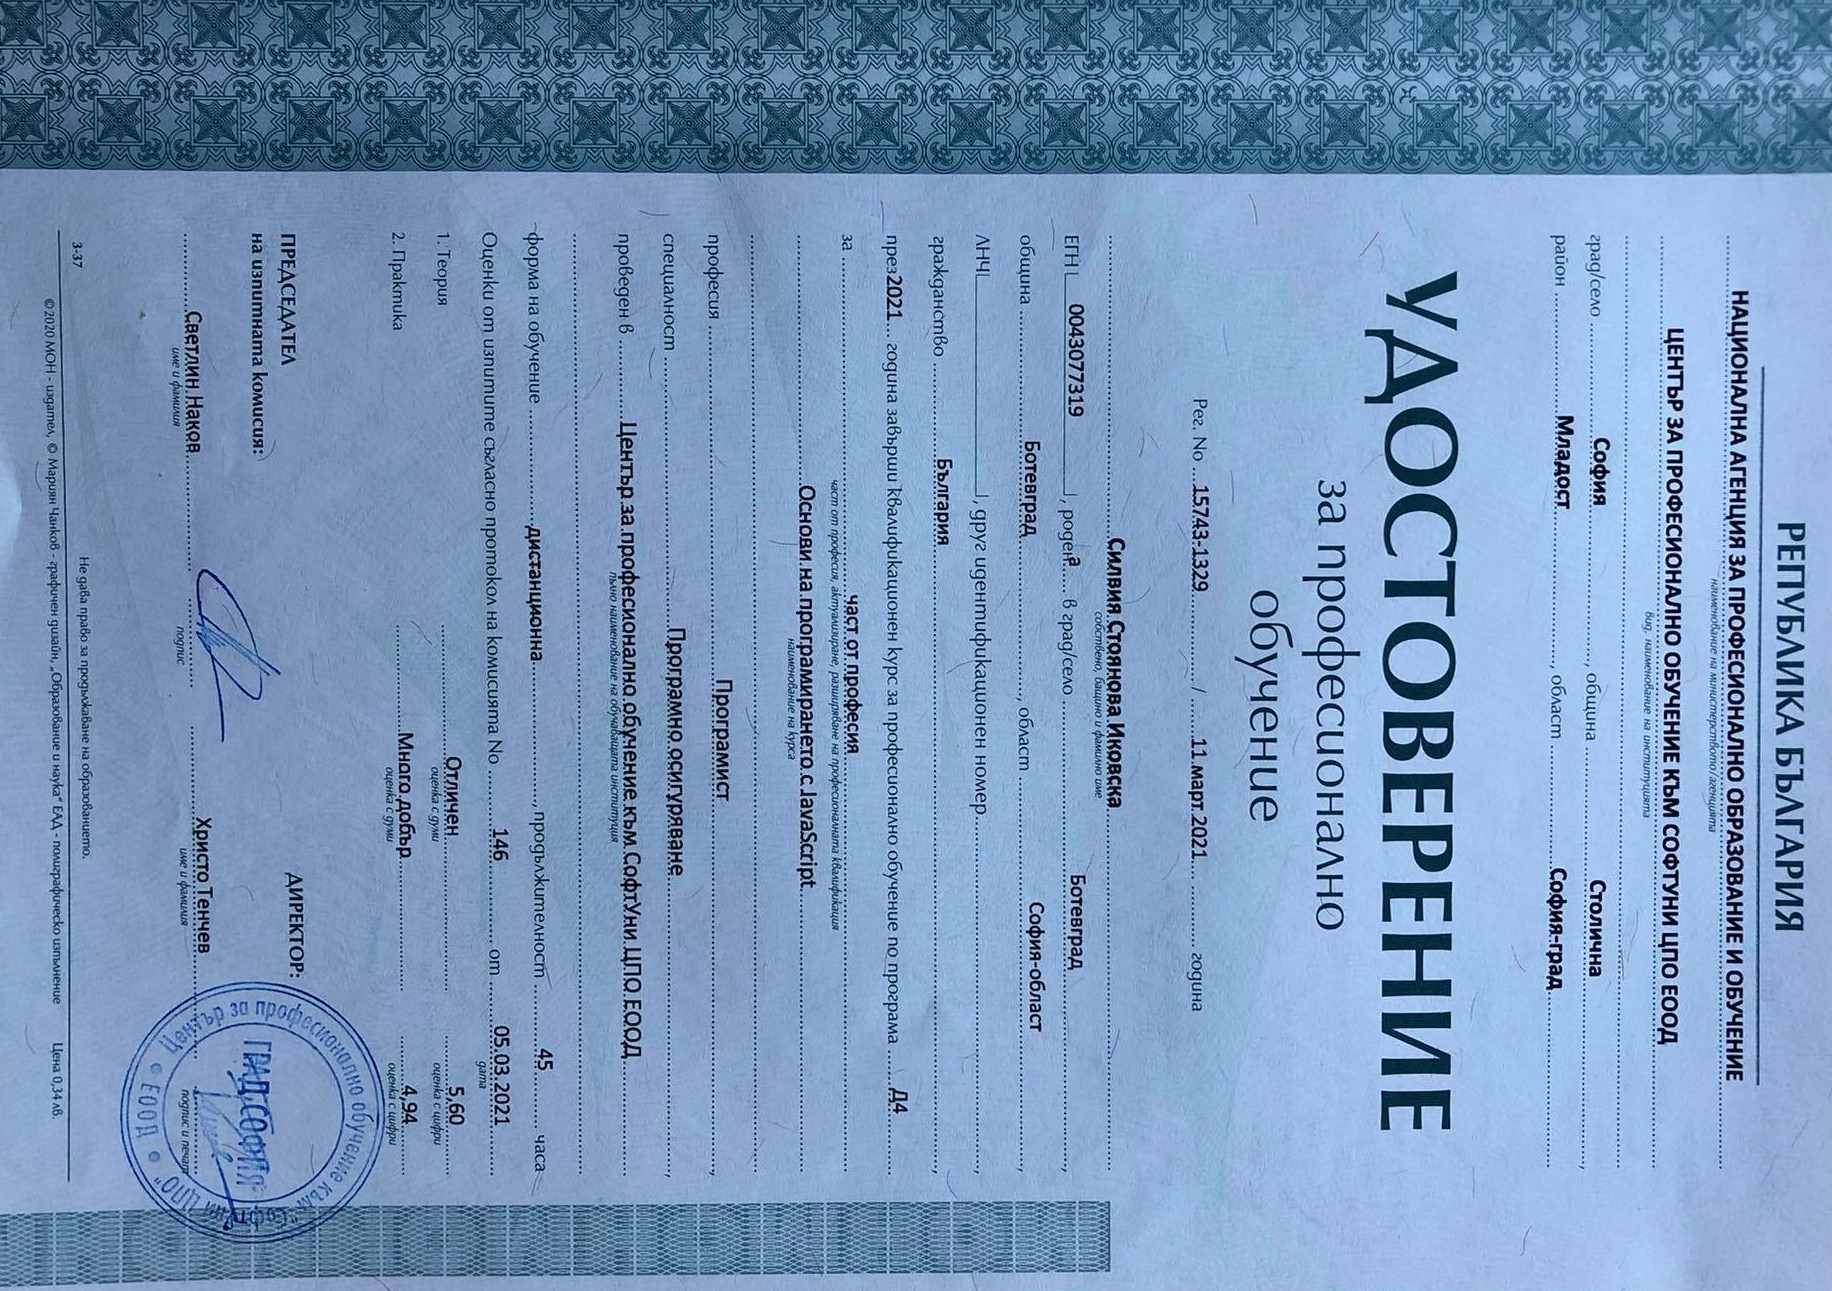 РЕПУБЛИКА БЪЛГАРИЯ
НАЦИОНАЛНА АГЕНЦИЯ ЗА ПРОФЕСИОНАЛНО ОБРАЗОВАНИЕ И ОБУЧЕНИЕ
наименование на министерството/агенцията
ЦЕНТЪР ЗА ПРОФЕСИОНАЛНО ОБУЧЕНИЕ КЪМ СОФТУНИ ЦПО ЕООД
вид, наименование на институцията
град/село София, община Столична,
район Младост, област София-град
УДОСТОВЕРЕНИЕ
за професионално
обучение
Рег. No 15743-1329 / 11 март 2021 година
Силвия Стоянова Иковска
собствено, бащино и фамилно име
ЕГН 0043077319, родена в град/село Ботевград,
община Ботевград, област София-област,
ЛНЧ, друг идентификационен номер,
гражданство България,
през 2021 година завърши квалификационен курс за професионално обучение по програма Д4
за част от професия
част от професия, актуализиране, разширяване на професионалната квалификация
Основи на програмирането с JavaScript
наименование на курса
професия Програмист,
специалност Програмно осигуряване,
проведен в Център за професионално обучение към СофтУни ЦПО ЕООД
пълно наименование на обучаващата институция
форма на обучение дистанционна, продължителност 45 часа
Оценки от изпитите съгласно протокол на комисията No 146 от 05.03.2021
дата
1. Теория Отличен 5,60
оценка с думи оценка с цифри
2. Практика Много добър 4,94
оценка с думи оценка с цифри
ПРЕДСЕДАТЕЛ ДИРЕКТОР:
на изпитната комисия:
Светлин Наков Христо Тенчев
име и фамилия подпис име и фамилия подпис и печат
Център за професионално обучение към "Софтуни ЦПО" ЕООД
ГРАД СОФИЯ
3-37 Не дава право за продължаване на образованието.
©2020 МОН - издател, © Мариян Чанков - графичен дизайн, „Образование и наука“ ЕАД - полиграфическо изпълнение Цена 0,34 лв.